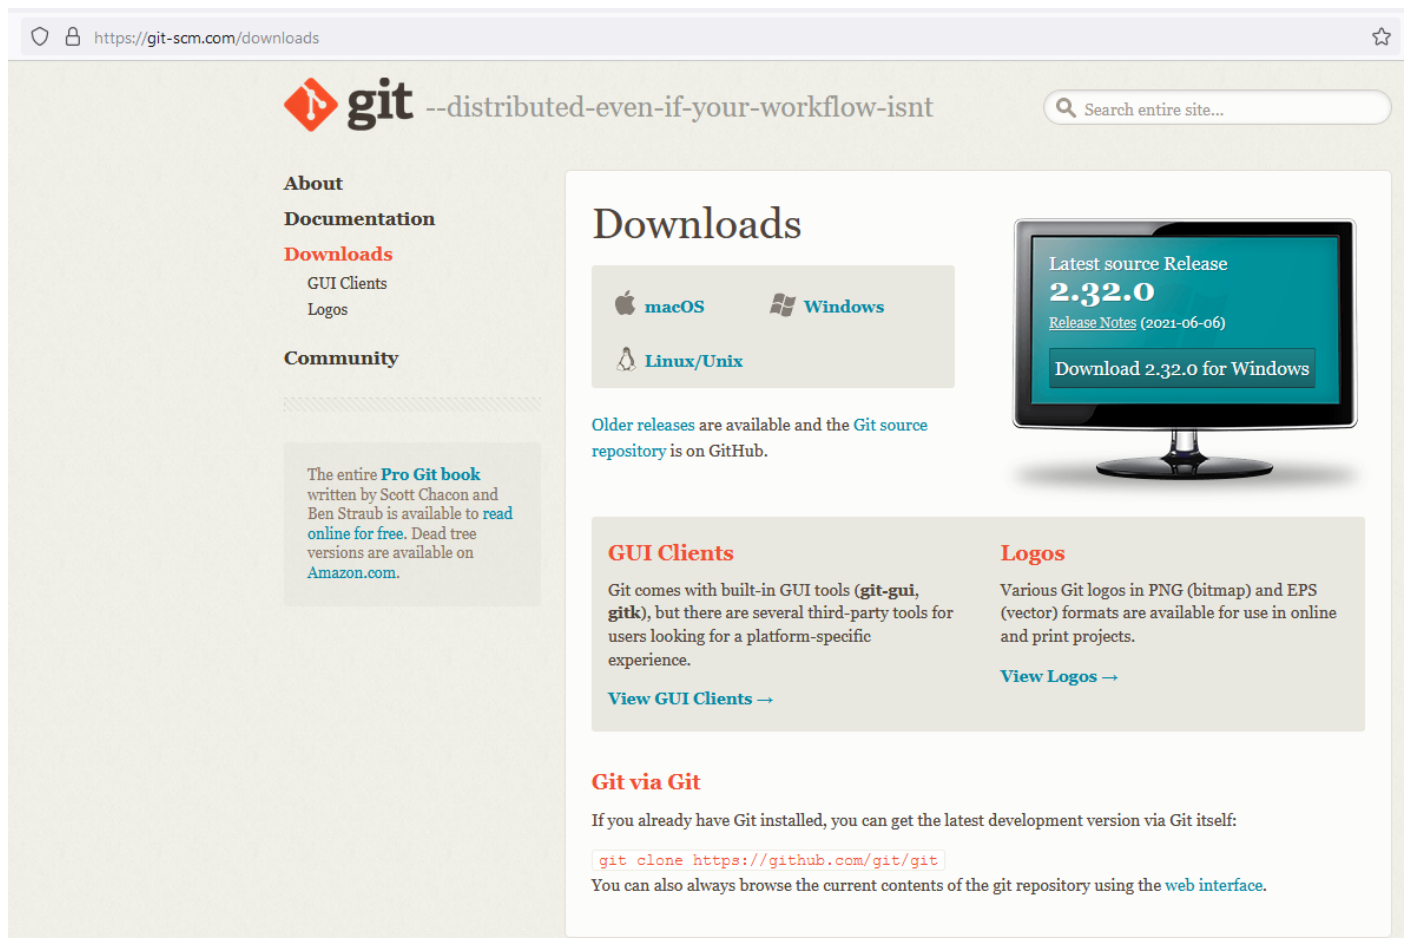 https://git-scm.com/downloads
git --distributed-even-if-your-workflow-isnt
Search entire site...
About
Documentation
Downloads
GUI Clients
Logos
Community
The entire Pro Git book
written by Scott Chacon and
Ben Straub is available to read
online for free. Dead tree
versions are available on
Amazon.com.
Downloads
macOS
Windows
Linux/Unix
Older releases are available and the Git source
repository is on GitHub.
Latest source Release
2.32.0
Release Notes (2021-06-06)
Download 2.32.0 for Windows
GUI Clients
Git comes with built-in GUI tools (git-gui,
gitk), but there are several third-party tools for
users looking for a platform-specific
experience.
View GUI Clients →
Logos
Various Git logos in PNG (bitmap) and EPS
(vector) formats are available for use in online
and print projects.
View Logos →
Git via Git
If you already have Git installed, you can get the latest development version via Git itself:
git clone https://github.com/git/git
You can also always browse the current contents of the git repository using the web interface.